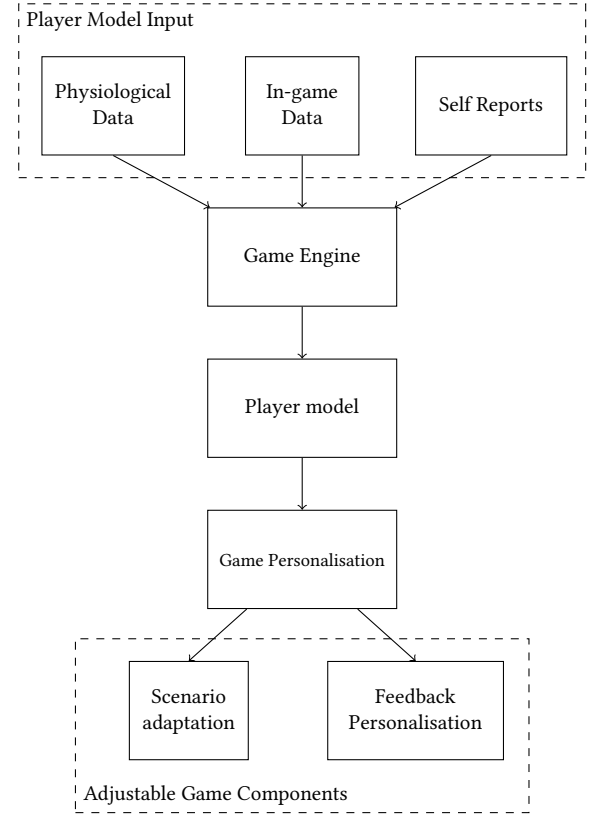 Player Model Input
Physiological
Data
In-game
Data
Self Reports
Game Engine
Player model
Game Personalisation
Scenario
adaptation
Feedback
Personalisation
Adjustable Game Components